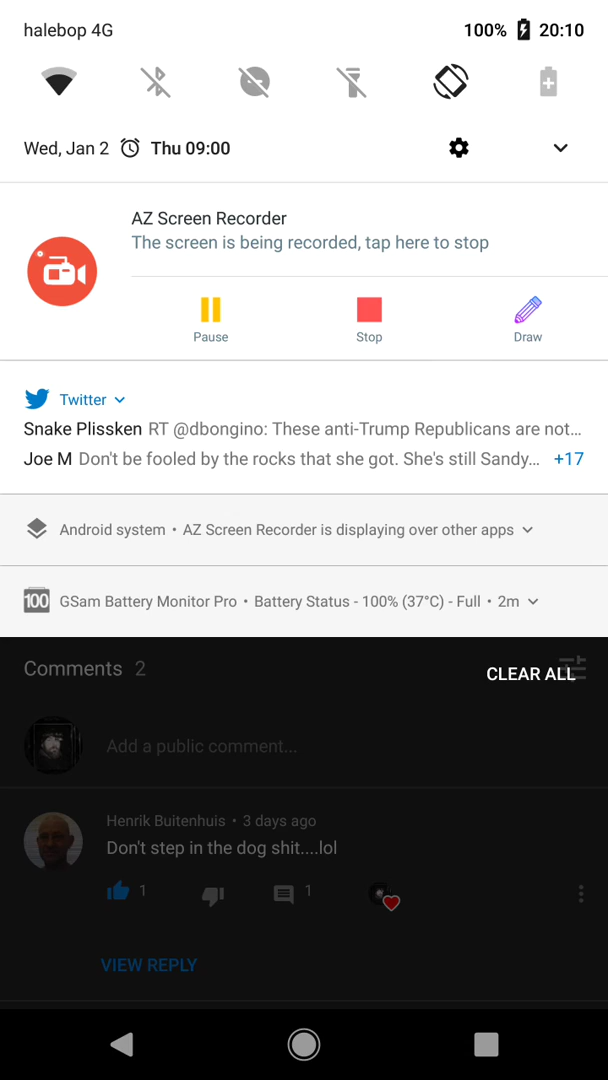 halebop 4G 100% 20:10
Wed, Jan 2 Thu 09:00
AZ Screen Recorder
The screen is being recorded, tap here to stop
Pause Stop Draw
Twitter
Snake Plissken RT @dbongino: These anti-Trump Republicans are not...
Joe M Don't be fooled by the rocks that she got. She's still Sandy... +17
Android system • AZ Screen Recorder is displaying over other apps
100 GSam Battery Monitor Pro • Battery Status - 100% (37°C) - Full • 2m
Comments 2
CLEAR ALL
Add a public comment...
Henrik Buitenhuis • 3 days ago
Don't step in the dog shit....lol
1 1
VIEW REPLY